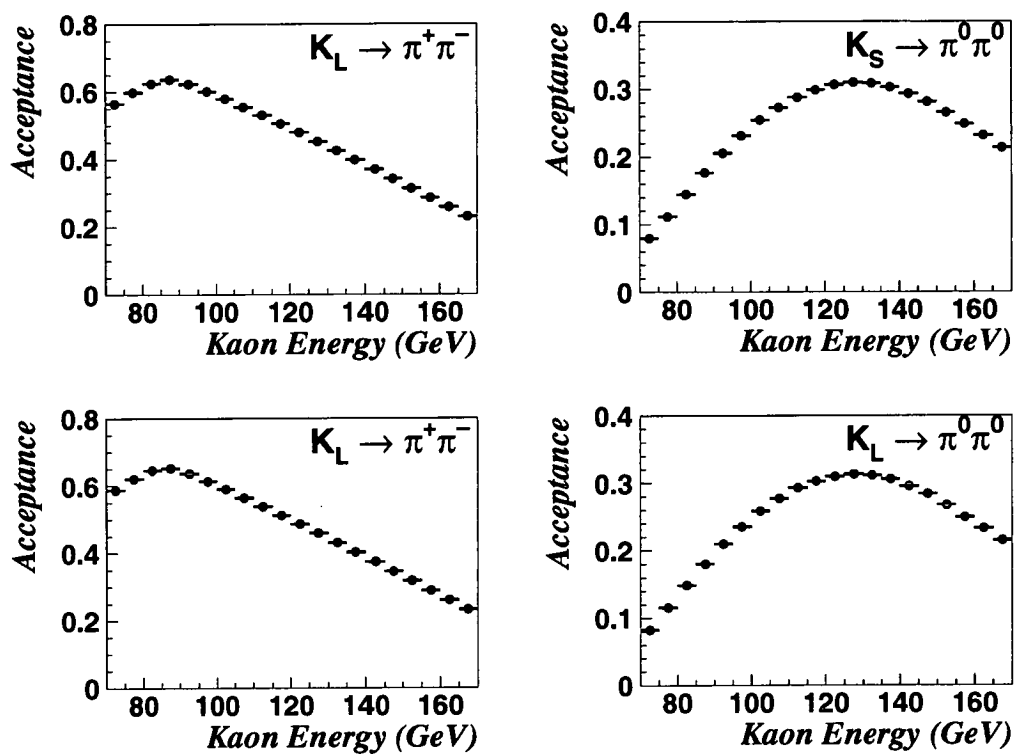 K_L → π⁺π⁻
Acceptance
0.8
0.6
0.4
0.2
0
80 100 120 140 160
Kaon Energy (GeV)
K_S → π⁰π⁰
Acceptance
0.4
0.3
0.2
0.1
0
80 100 120 140 160
Kaon Energy (GeV)
K_L → π⁺π⁻
Acceptance
0.8
0.6
0.4
0.2
0
80 100 120 140 160
Kaon Energy (GeV)
K_L → π⁰π⁰
Acceptance
0.4
0.3
0.2
0.1
0
80 100 120 140 160
Kaon Energy (GeV)